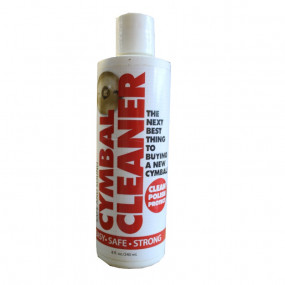 CYMBAL
CLEANER
THE
NEXT
BEST
THING
TO
BUYING
A NEW
CYMBAL
CLEAN
POLISH
PROTECT
SAFE • STRONG